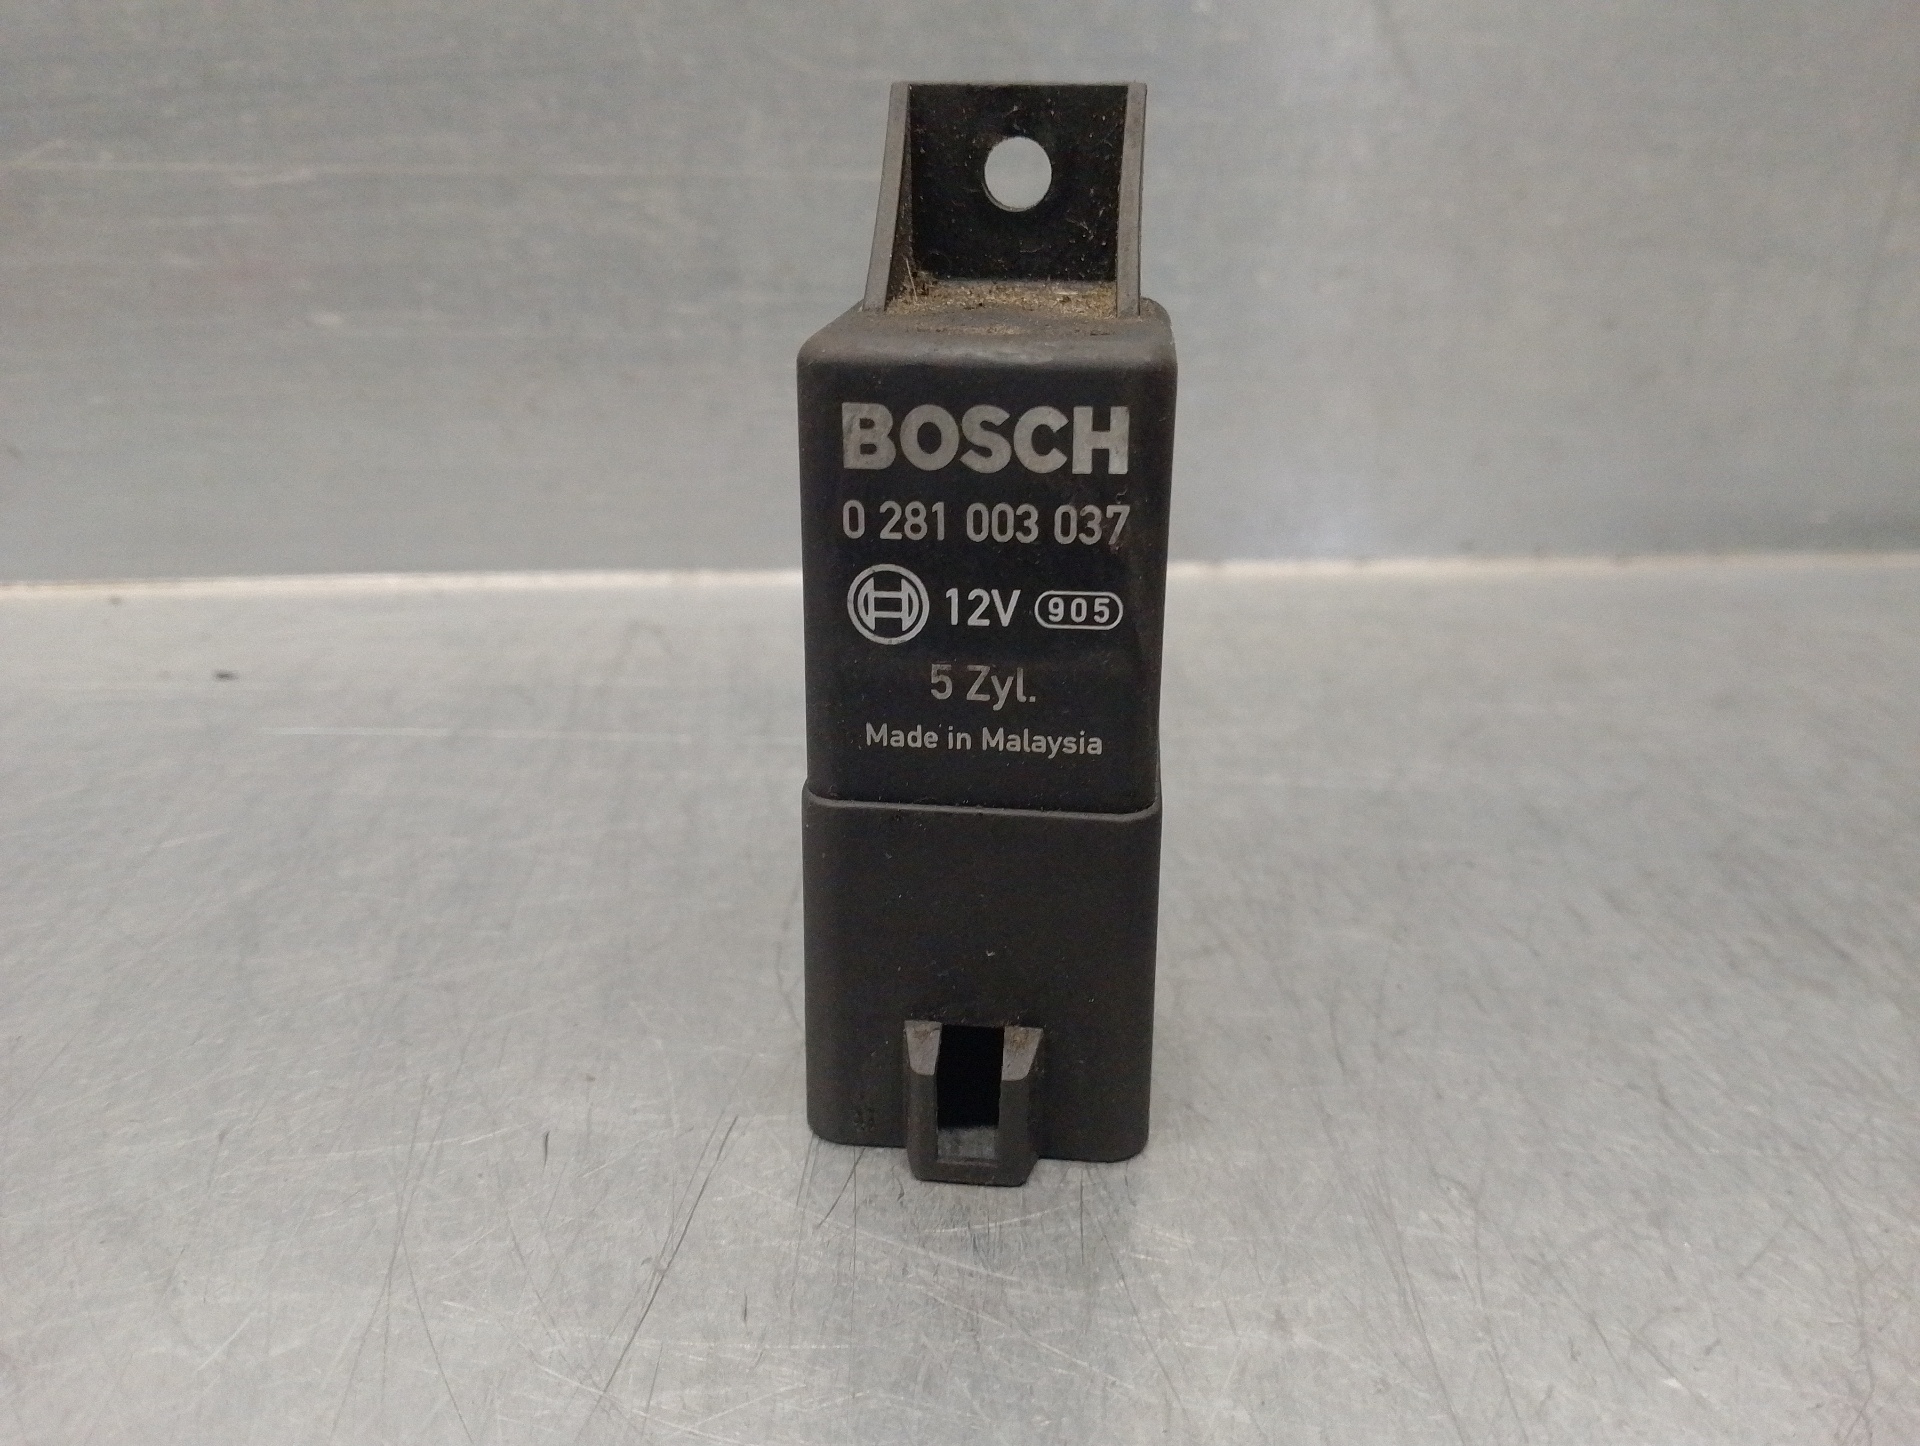 BOSCH
0 281 003 037
12V 905
5 Zyl.
Made in Malaysia